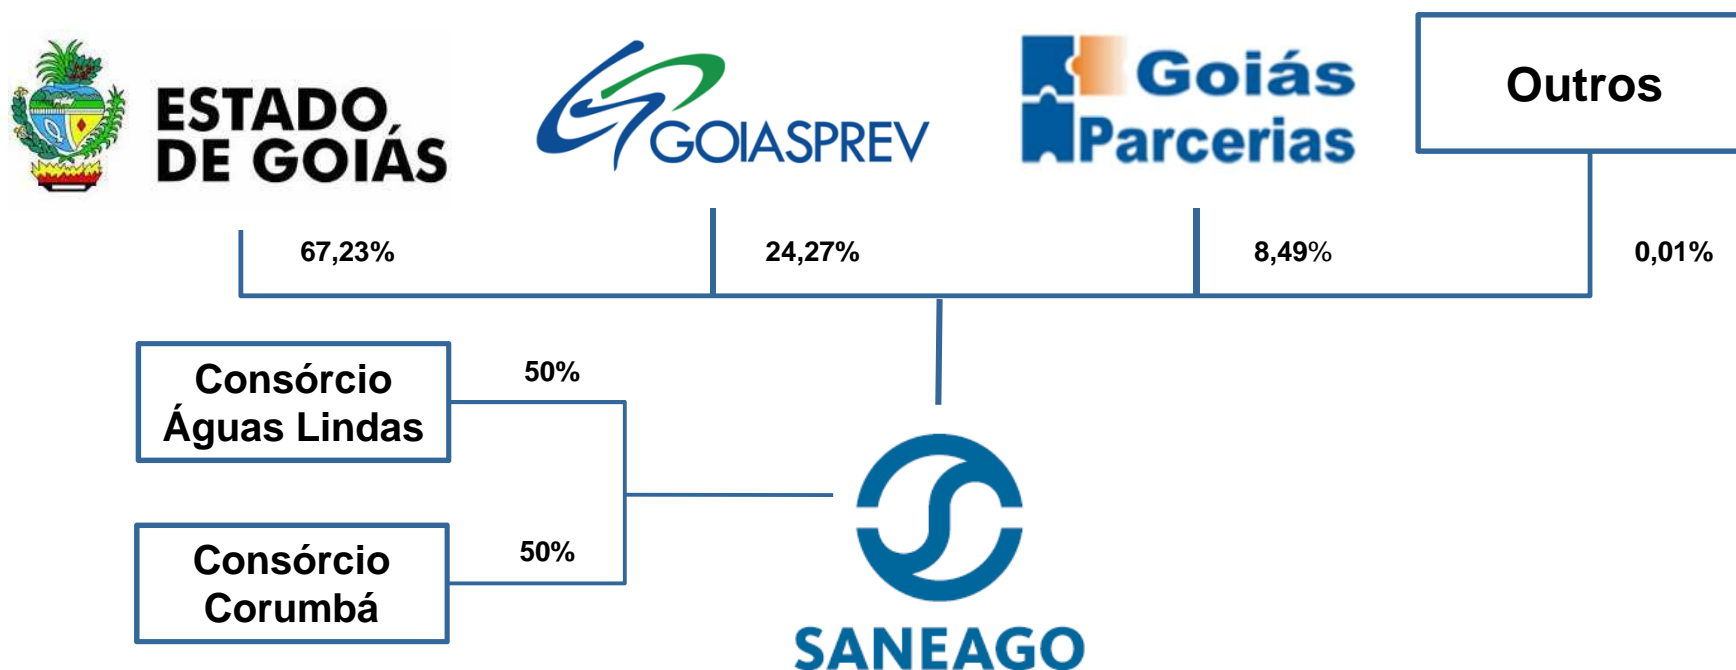 ESTADO
DE GOIÁS
GOIASPREV
Goiás
Parcerias
Outros
67,23%
24,27%
8,49%
0,01%
Consórcio
Águas Lindas
50%
Consórcio
Corumbá
50%
SANEAGO